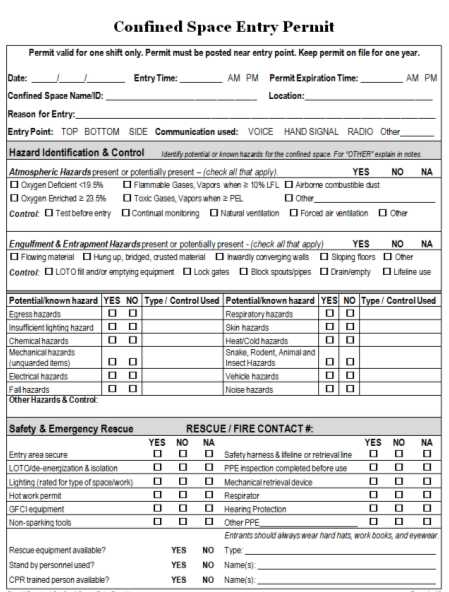 Confined Space Entry Permit
Permit valid for one shift only. Permit must be posted near entry point. Keep permit on file for one year.
Date: _____/_____/_______ Entry Time: ________ AM PM Permit Expiration Time: ________ AM PM
Confined Space Name/ID: ____________________________ Location: ________________________
Reason for Entry: ________________________________________________________________
Entry Point: TOP BOTTOM SIDE Communication used: VOICE HAND SIGNAL RADIO Other______
Hazard Identification & Control Identify potential or known hazards for the confined space. For "OTHER" explain in notes.
Atmospheric Hazards present or potentially present – (check all that apply). YES NO NA
☐ Oxygen Deficient <19.5% ☐ Flammable Gases, Vapors when ≥ 10% LFL ☐ Airborne combustible dust
☐ Oxygen Enriched ≥ 23.5% ☐ Toxic Gases, Vapors when ≥ PEL ☐ Other______________
Control: ☐ Test before entry ☐ Continual monitoring ☐ Natural ventilation ☐ Forced air ventilation ☐ Other
Engulfment & Entrapment Hazards present or potentially present - (check all that apply) YES NO NA
☐ Flowing material ☐ Hung up, bridged, crusted material ☐ Inwardly converging walls ☐ Sloping floors ☐ Other
Control: ☐ LOTO fill and/or emptying equipment ☐ Lock gates ☐ Block spouts/pipes ☐ Drain/empty ☐ Lifeline use
Potential/known hazard YES NO Type / Control Used Potential/known hazard YES NO Type / Control Used
Egress hazards ☐ ☐ Respiratory hazards ☐ ☐
Insufficient lighting hazard ☐ ☐ Skin hazards ☐ ☐
Chemical hazards ☐ ☐ Heat/Cold hazards ☐ ☐
Mechanical hazards Snake, Rodent, Animal and
(unguarded items) ☐ ☐ Insect Hazards ☐ ☐
Electrical hazards ☐ ☐ Vehicle hazards ☐ ☐
Fall hazards ☐ ☐ Noise hazards ☐ ☐
Other Hazards & Control:
Safety & Emergency Rescue RESCUE / FIRE CONTACT #:
YES NO NA YES NO NA
Entry area secure ☐ ☐ ☐ Safety harness & lifeline or retrieval line ☐ ☐ ☐
LOTO/de-energization & isolation ☐ ☐ ☐ PPE inspection completed before use ☐ ☐ ☐
Lighting (rated for type of space/work) ☐ ☐ ☐ Mechanical retrieval device ☐ ☐ ☐
Hot work permit ☐ ☐ ☐ Respirator ☐ ☐ ☐
GFCI equipment ☐ ☐ ☐ Hearing Protection ☐ ☐ ☐
Non-sparking tools ☐ ☐ ☐ Other PPE______________ ☐ ☐ ☐
Entrants should always wear hard hats, work books, and eyewear.
Rescue equipment available? YES NO Type: ______________________
Stand by personnel used? YES NO Name(s): ______________________
CPR trained person available? YES NO Name(s): ______________________